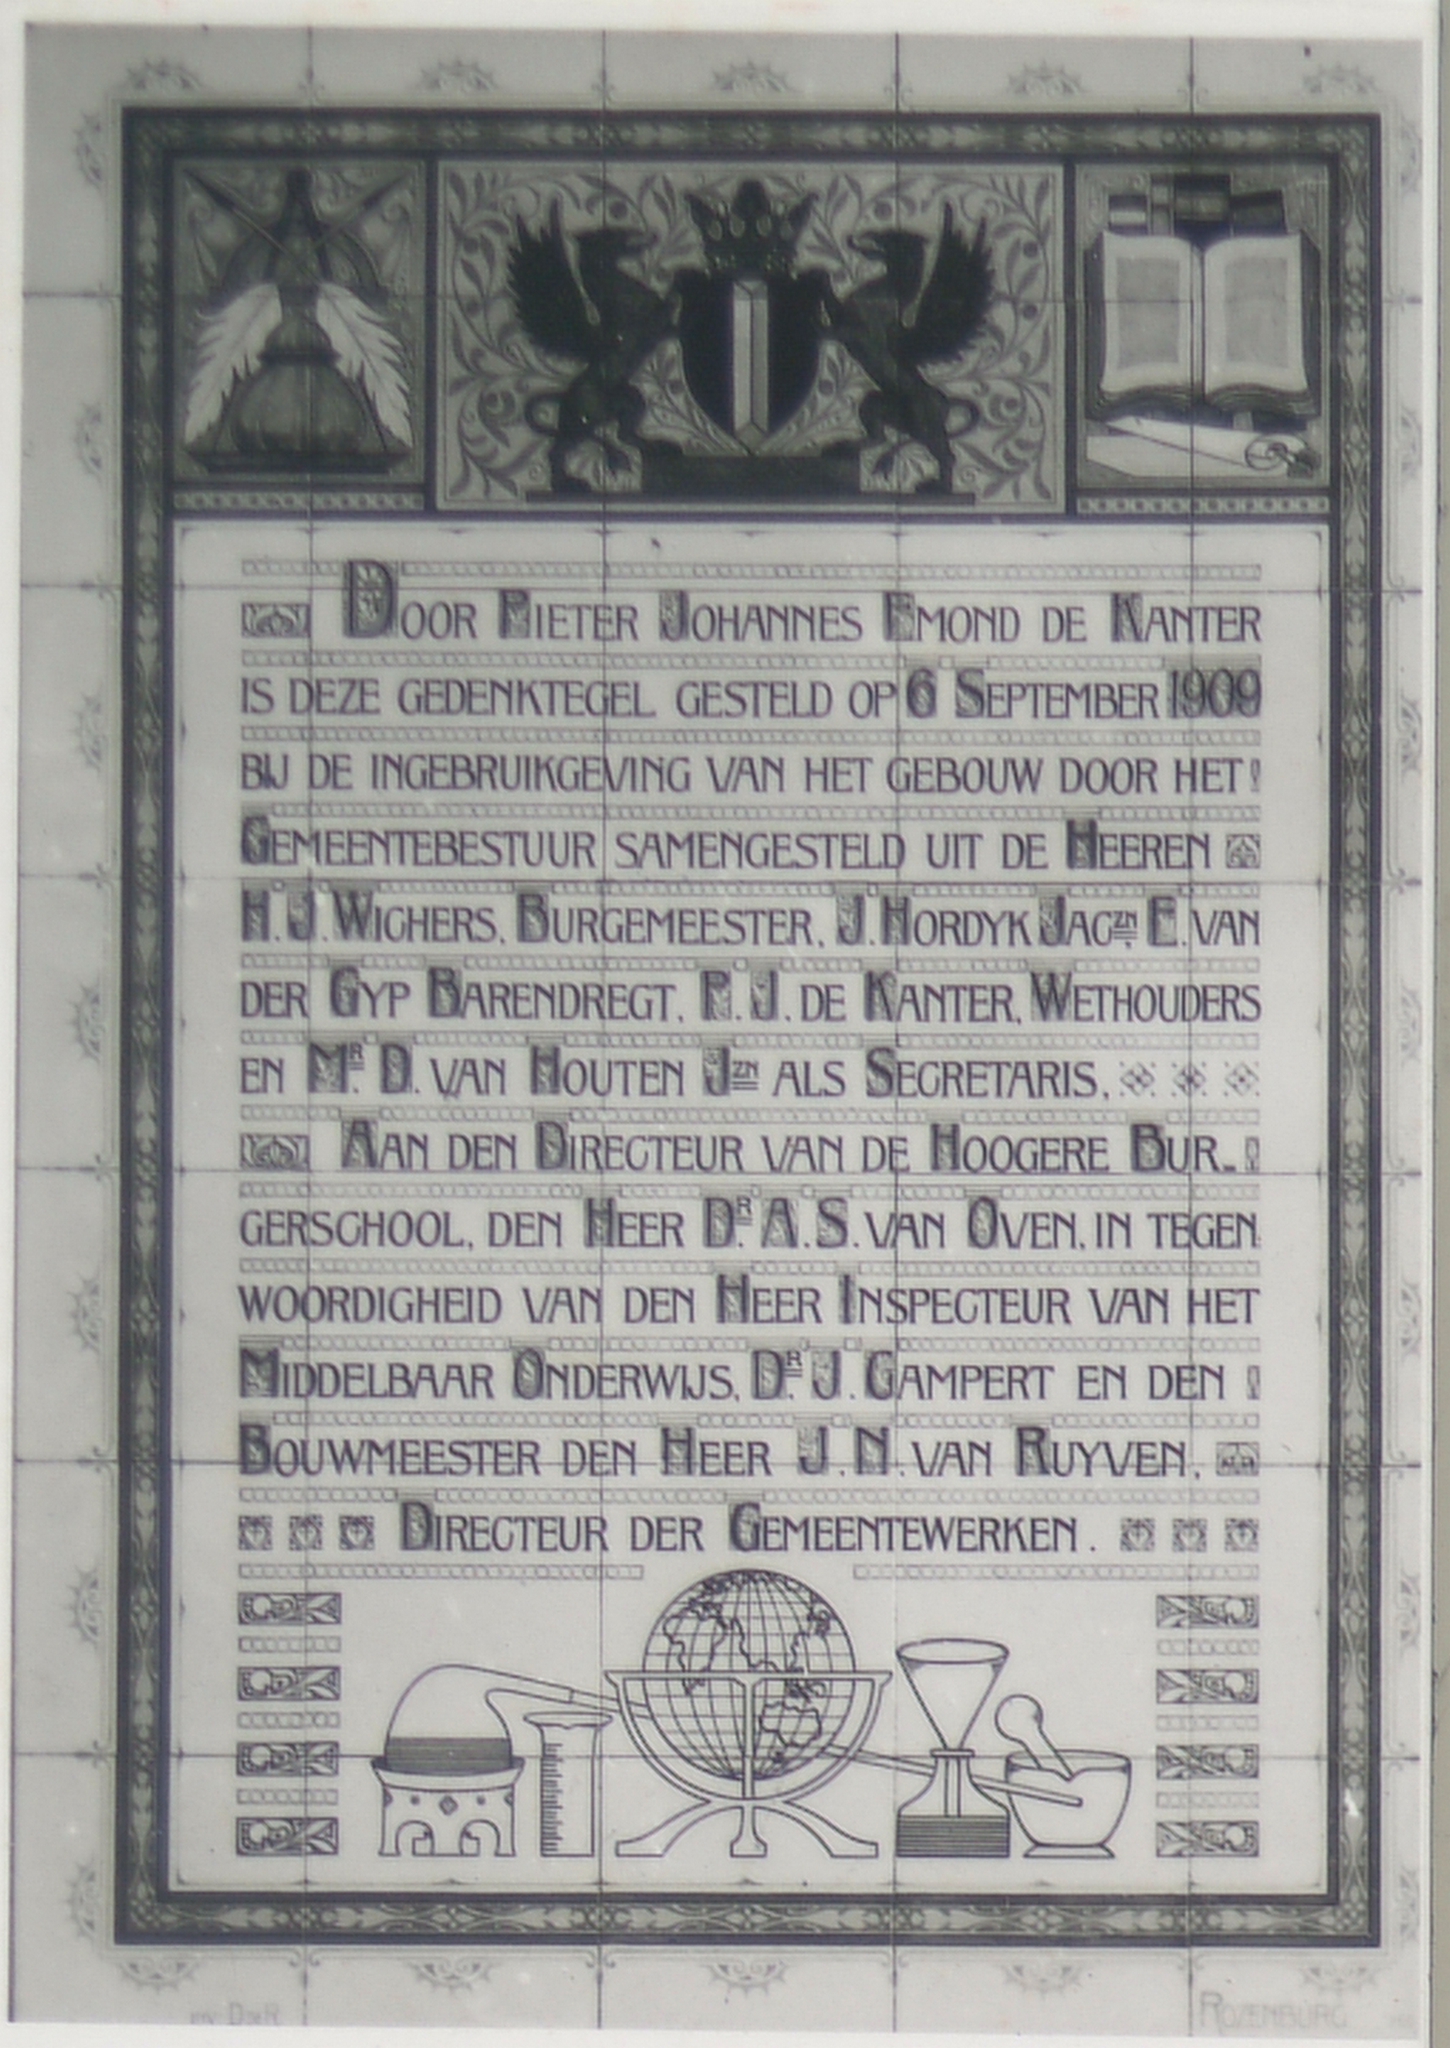 DOOR PIETER JOHANNES EMOND DE KANTER
IS DEZE GEDENKTEGEL GESTELD OP 6 SEPTEMBER 1909
BIJ DE INGEBRUIKGEVING VAN HET GEBOUW DOOR HET
GEMEENTEBESTUUR SAMENGESTELD UIT DE HEEREN
H.J. WICHERS, BURGEMEESTER, J. HORDYK JACZN, E. VAN
DER GYP BARENDREGT, P.J. DE KANTER, WETHOUDERS
EN MR. D. VAN HOUTEN JZN ALS SECRETARIS,
AAN DEN DIRECTEUR VAN DE HOOGERE BUR-
GERSCHOOL, DEN HEER DR. A.S. VAN OVEN, IN TEGEN
WOORDIGHEID VAN DEN HEER INSPECTEUR VAN HET
MIDDELBAAR ONDERWIJS, DR. J. CAMPERT EN DEN
BOUWMEESTER DEN HEER J.N. VAN RUYVEN,
DIRECTEUR DER GEMEENTEWERKEN.
ROZENBURG